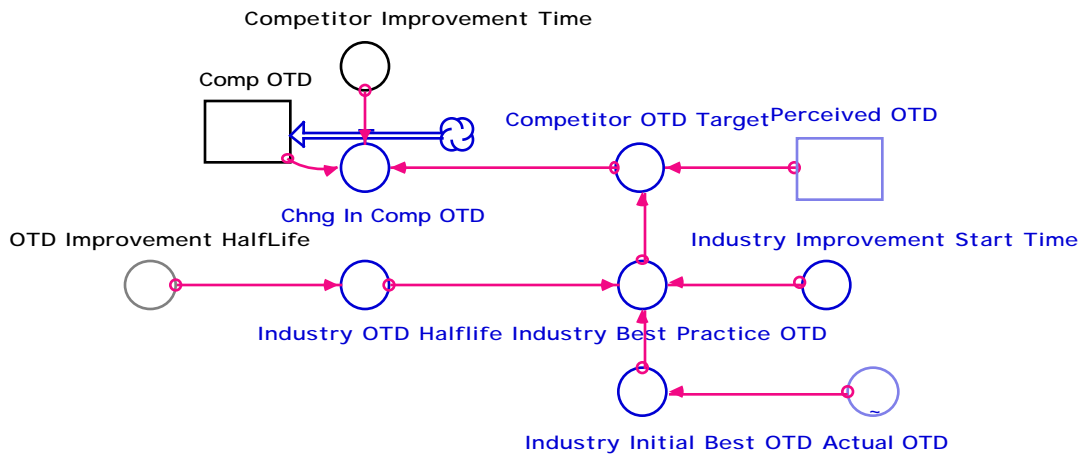 Competitor Improvement Time
Comp OTD
Competitor OTD Target
Perceived OTD
Chng In Comp OTD
OTD Improvement HalfLife
Industry Improvement Start Time
Industry OTD Halflife
Industry Best Practice OTD
~
Industry Initial Best OTD
Actual OTD